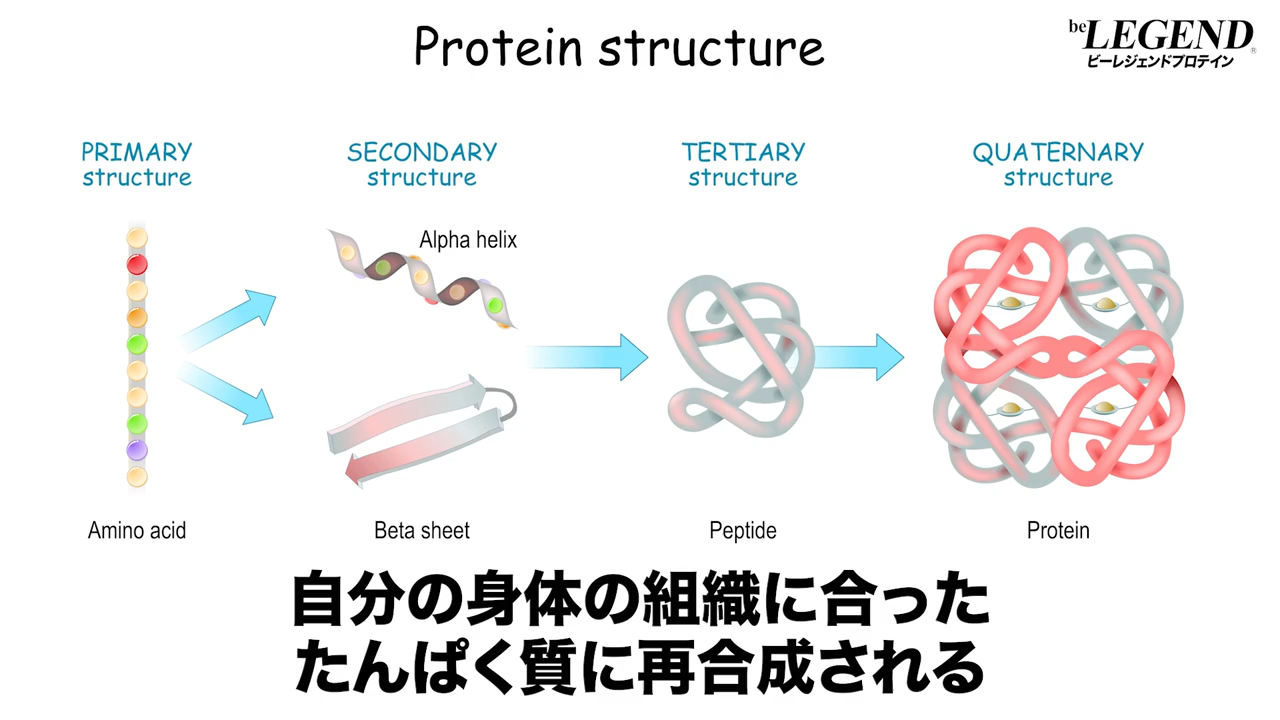 Protein structure
be LEGEND®
ビーレジェンドプロテイン
PRIMARY
structure
SECONDARY
structure
TERTIARY
structure
QUATERNARY
structure
Alpha helix
Amino acid
Beta sheet
Peptide
Protein
自分の身体の組織に合った
たんぱく質に再合成される